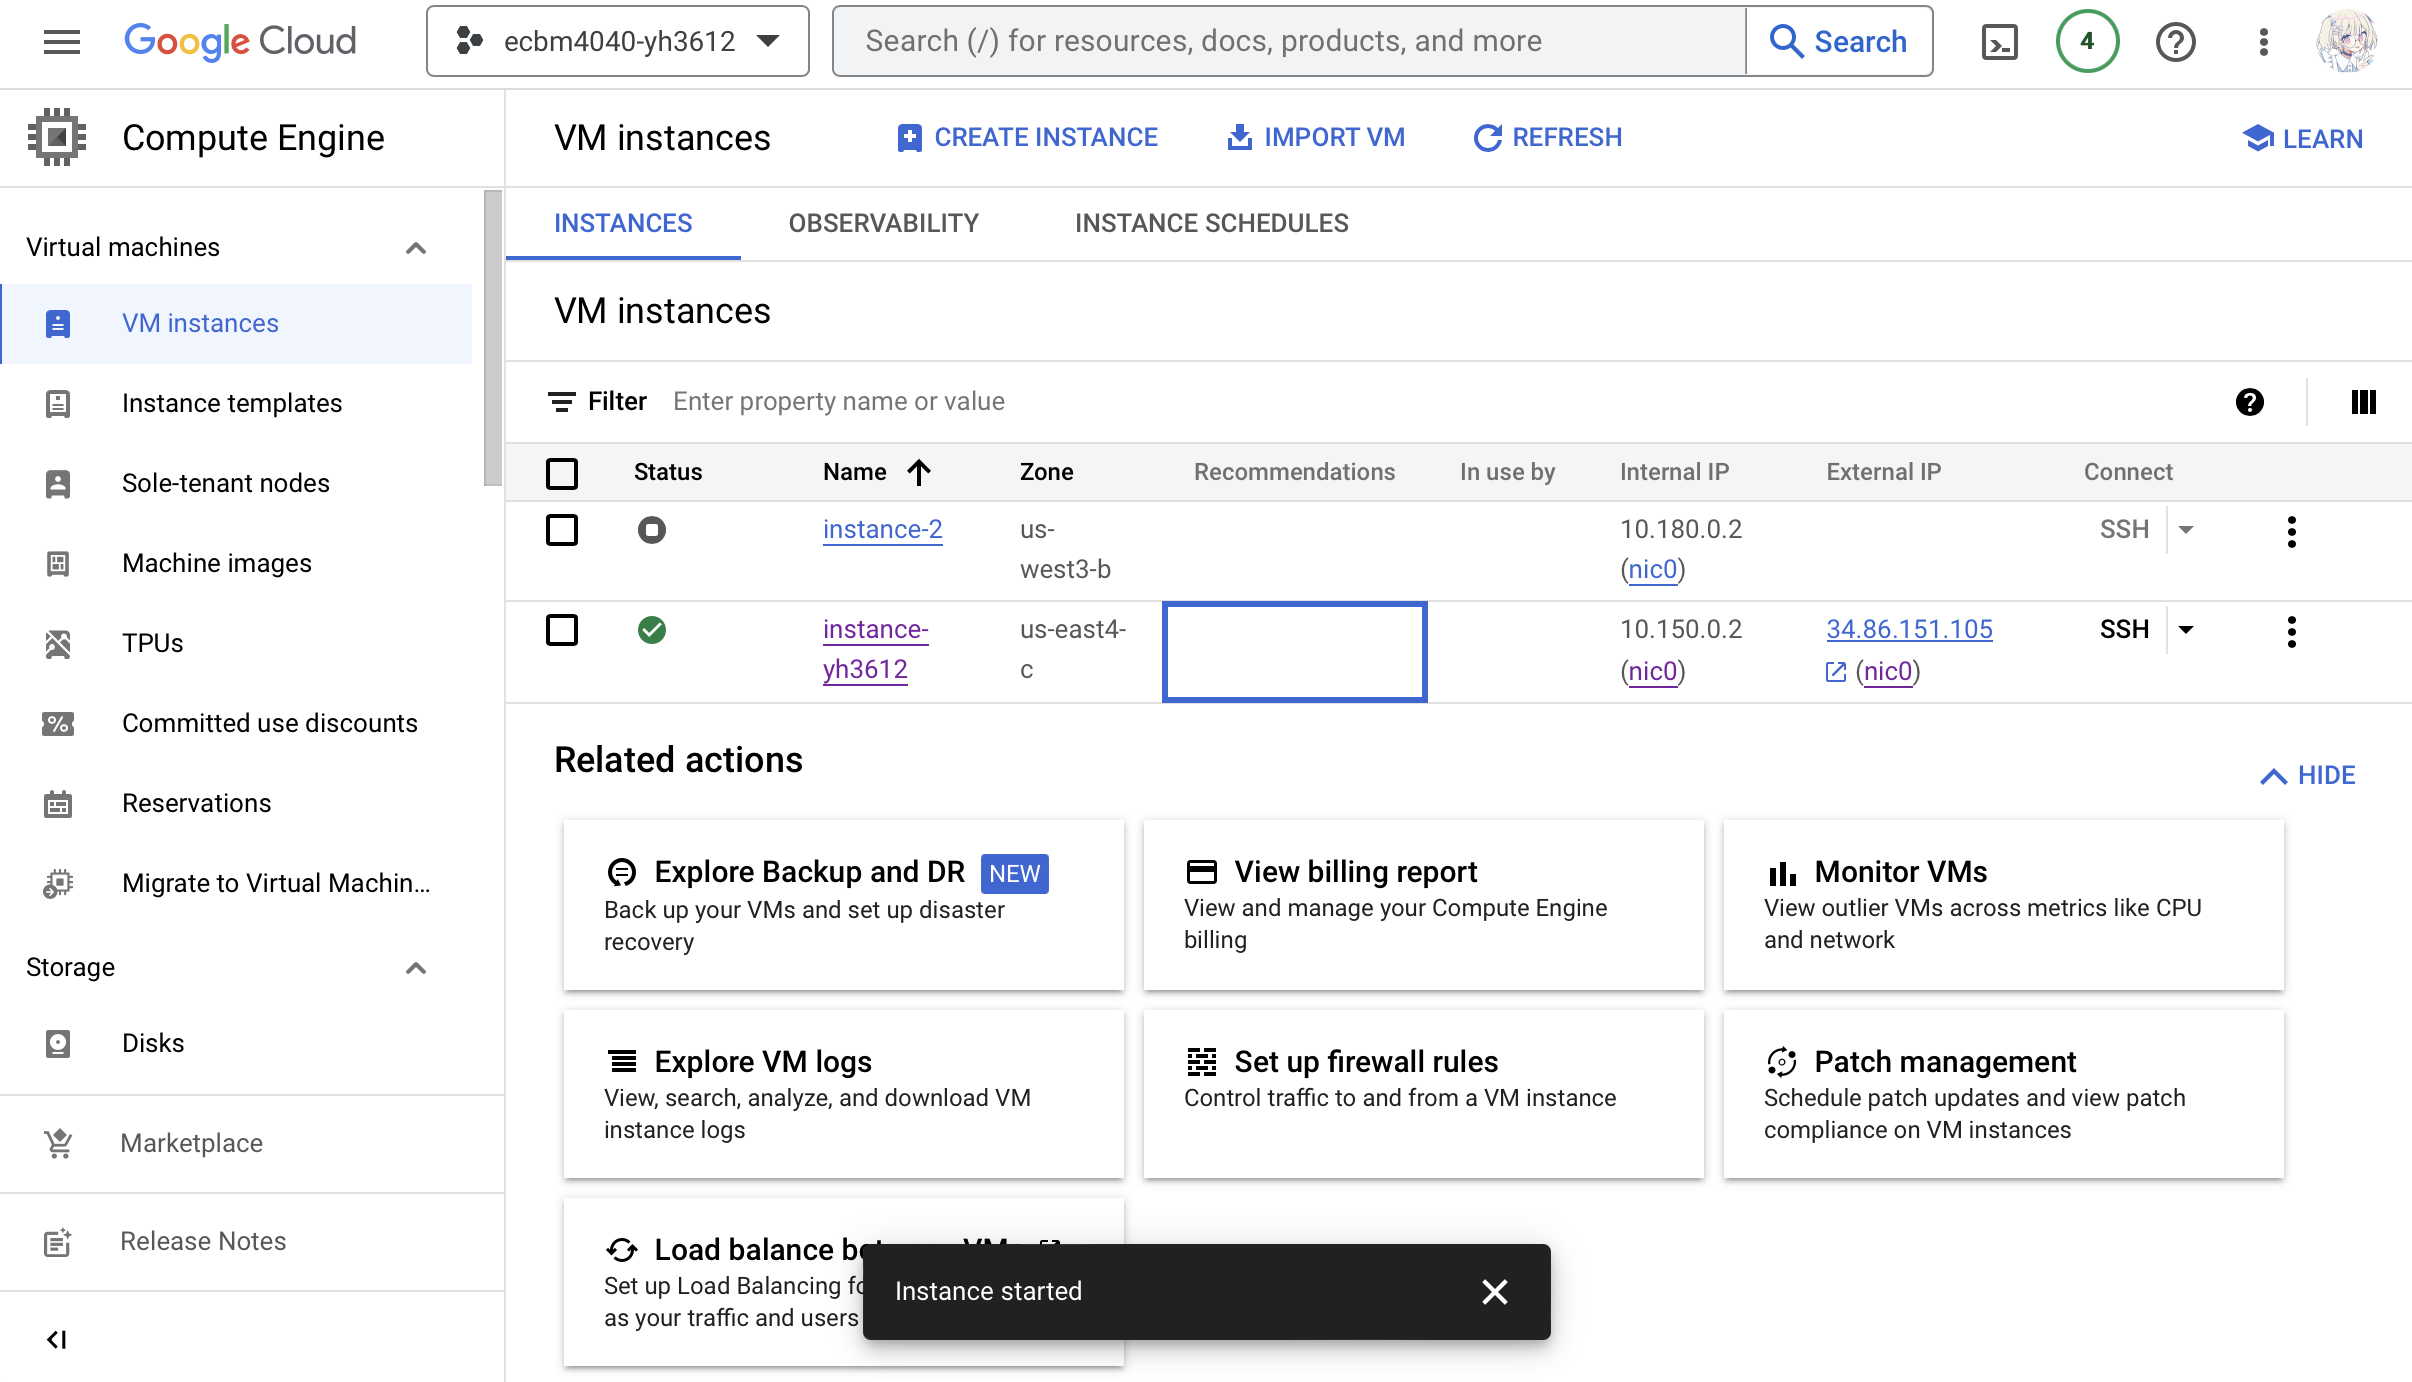 Google Cloud
ecbm4040-yh3612
Search (/) for resources, docs, products, and more
Search
4
Compute Engine
VM instances
CREATE INSTANCE
IMPORT VM
REFRESH
LEARN
Virtual machines
VM instances
Instance templates
Sole-tenant nodes
Machine images
TPUs
Committed use discounts
Reservations
Migrate to Virtual Machin...
Storage
Disks
Marketplace
Release Notes
INSTANCES
OBSERVABILITY
INSTANCE SCHEDULES
VM instances
Filter
Enter property name or value
Status
Name
Zone
Recommendations
In use by
Internal IP
External IP
Connect
instance-2
us-
west3-b
10.180.0.2
(nic0)
SSH
instance-
yh3612
us-east4-
c
10.150.0.2
(nic0)
34.86.151.105
(nic0)
SSH
Related actions
HIDE
Explore Backup and DR NEW
Back up your VMs and set up disaster
recovery
View billing report
View and manage your Compute Engine
billing
Monitor VMs
View outlier VMs across metrics like CPU
and network
Explore VM logs
View, search, analyze, and download VM
instance logs
Set up firewall rules
Control traffic to and from a VM instance
Patch management
Schedule patch updates and view patch
compliance on VM instances
Load balance
Set up Load Balancing
as your traffic and users
Instance started